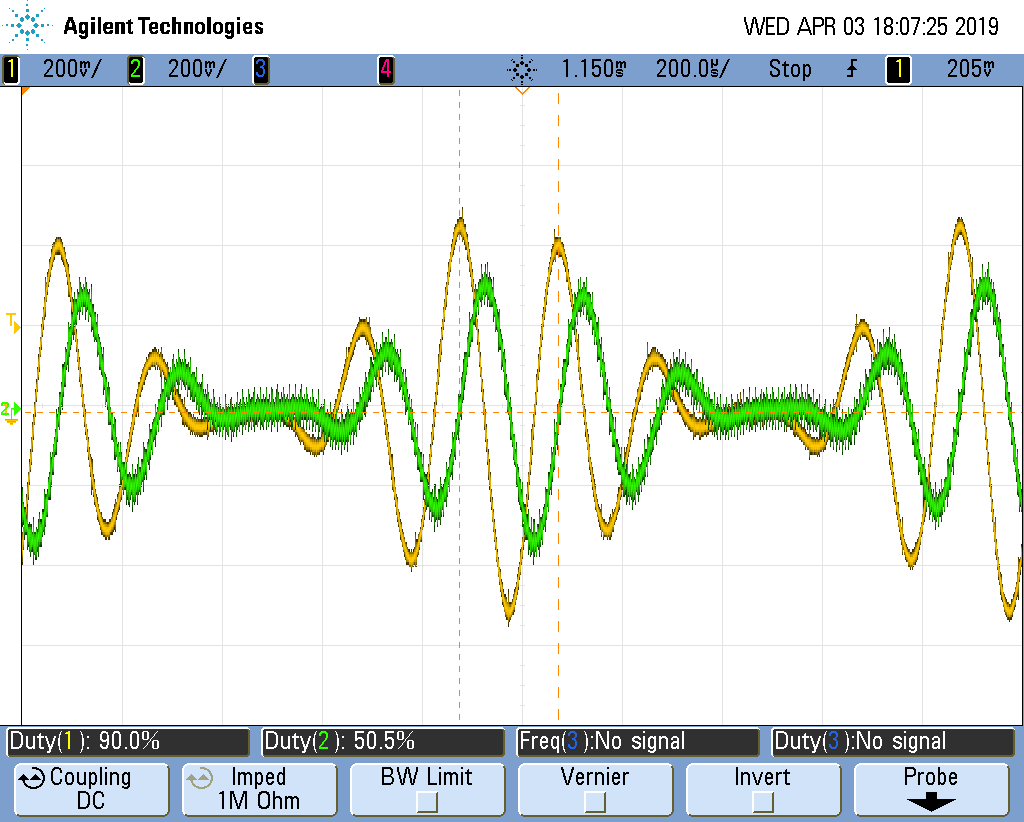 Agilent Technologies WED APR 03 18:07:25 2019
1 200mV/ 2 200mV/ 3 4 1.150ms 200.0us/ Stop 1 205mV
T
2
Duty(1): 90.0% Duty(2): 50.5% Freq(3):No signal Duty(3):No signal
Coupling Imped BW Limit Vernier Invert Probe
DC 1M Ohm